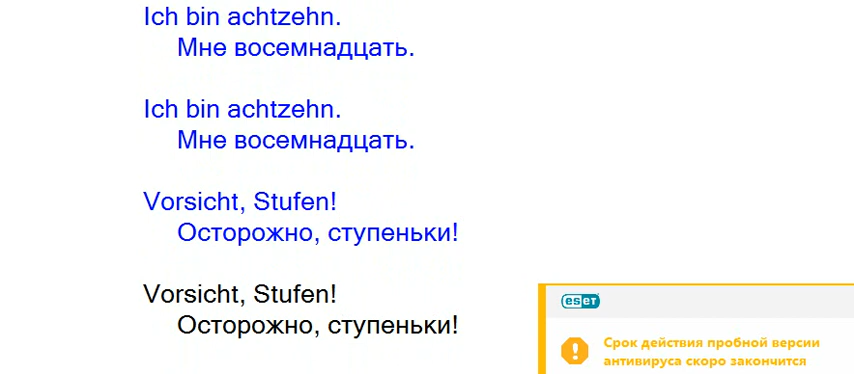 Ich bin achtzehn.
Мне восемнадцать.
Ich bin achtzehn.
Мне восемнадцать.
Vorsicht, Stufen!
Осторожно, ступеньки!
Vorsicht, Stufen!
Осторожно, ступеньки!
eset
Срок действия пробной версии
антивируса скоро закончится